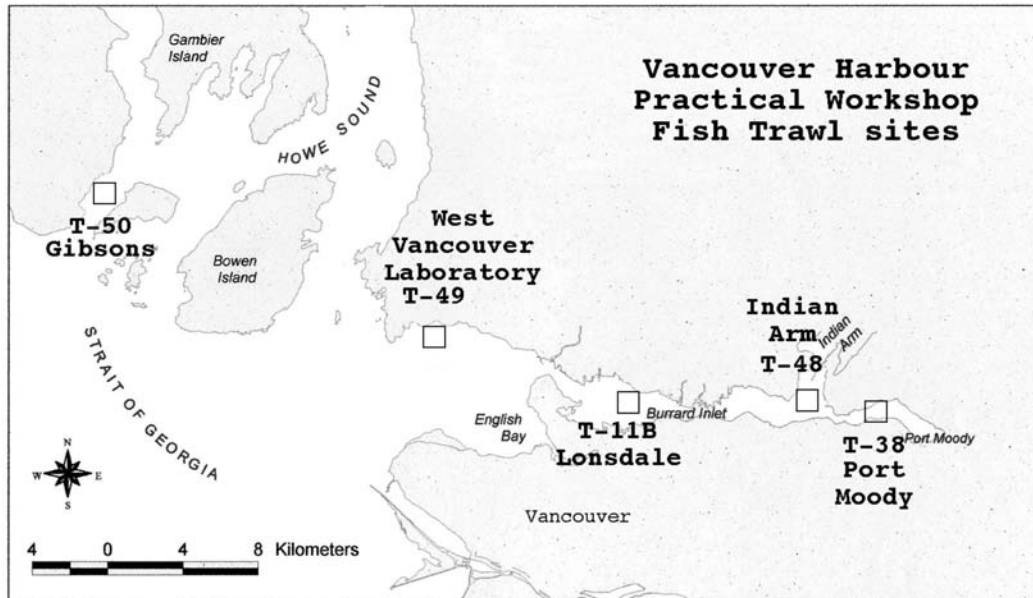 Vancouver Harbour
Practical Workshop
Fish Trawl sites
Gambier
Island
HOWE SOUND
T-50
Gibsons
Bowen
Island
West
Vancouver
Laboratory
T-49
Indian
Arm
T-48
Indian
Arm
STRAIT OF GEORGIA
English
Bay
T-11B
Lonsdale
Burrard Inlet
T-38
Port
Moody
Port Moody
Vancouver
N
W E
S
4 0 4 8 Kilometers